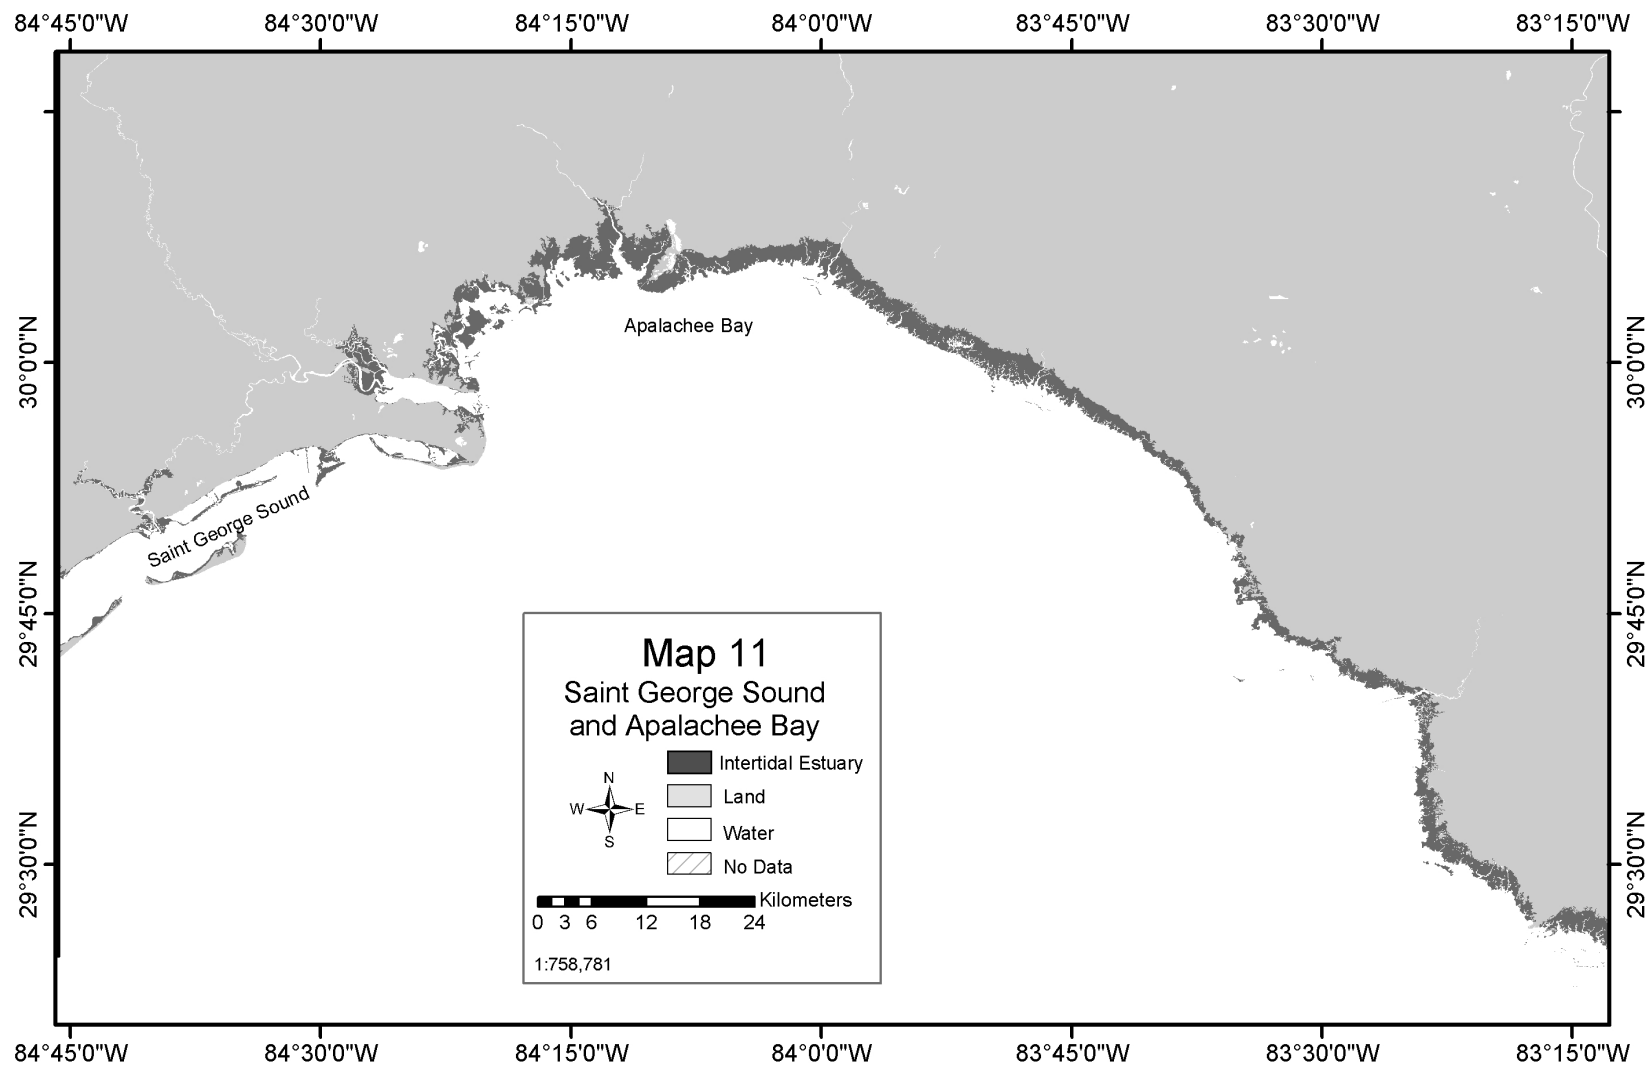 84°45'0"W 84°30'0"W 84°15'0"W 84°00'0"W 83°45'0"W 83°30'0"W 83°15'0"W
Apalachee Bay
30°0'0"N 30°0'0"N
Saint George Sound
29°45'0"N 29°45'0"N
Map 11
Saint George Sound
and Apalachee Bay
Intertidal Estuary
Land
Water
No Data
N
W E
S
Kilometers
0 3 6 12 18 24
1:758,781
29°30'0"N 29°30'0"N
84°45'0"W 84°30'0"W 84°15'0"W 84°00'0"W 83°45'0"W 83°30'0"W 83°15'0"W